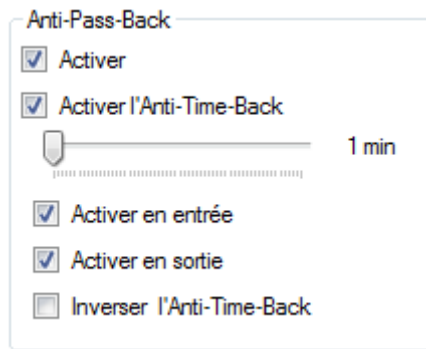 Anti-Pass-Back
Activer
Activer l'Anti-Time-Back
1 min
Activer en entrée
Activer en sortie
Inverser l'Anti-Time-Back